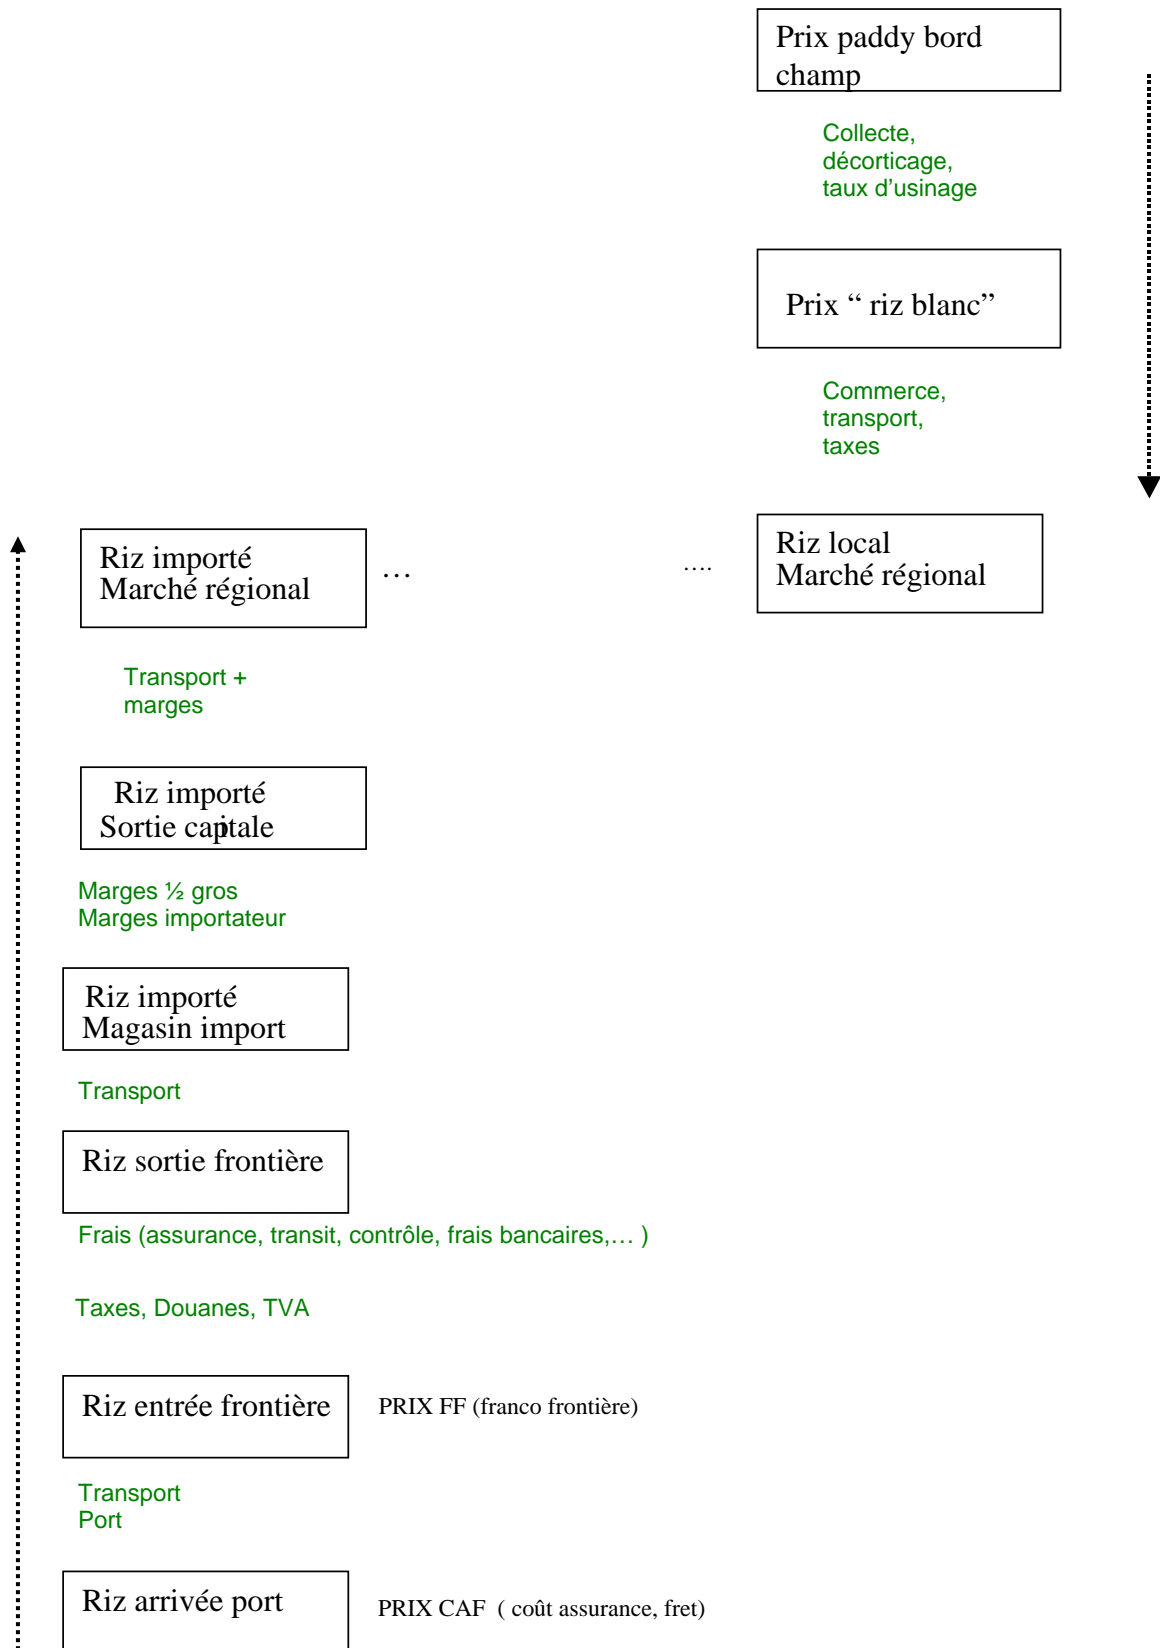 Prix paddy bord
champ
Collecte,
décorticage,
taux d’usinage
Prix “ riz blanc”
Commerce,
transport,
taxes
Riz importé
Marché régional
…
….
Riz local
Marché régional
Transport +
marges
Riz importé
Sortie capitale
Marges ½ gros
Marges importateur
Riz importé
Magasin import
Transport
Riz sortie frontière
Frais (assurance, transit, contrôle, frais bancaires,… )
Taxes, Douanes, TVA
Riz entrée frontière
PRIX FF (franco frontière)
Transport
Port
Riz arrivée port
PRIX CAF ( coût assurance, fret)